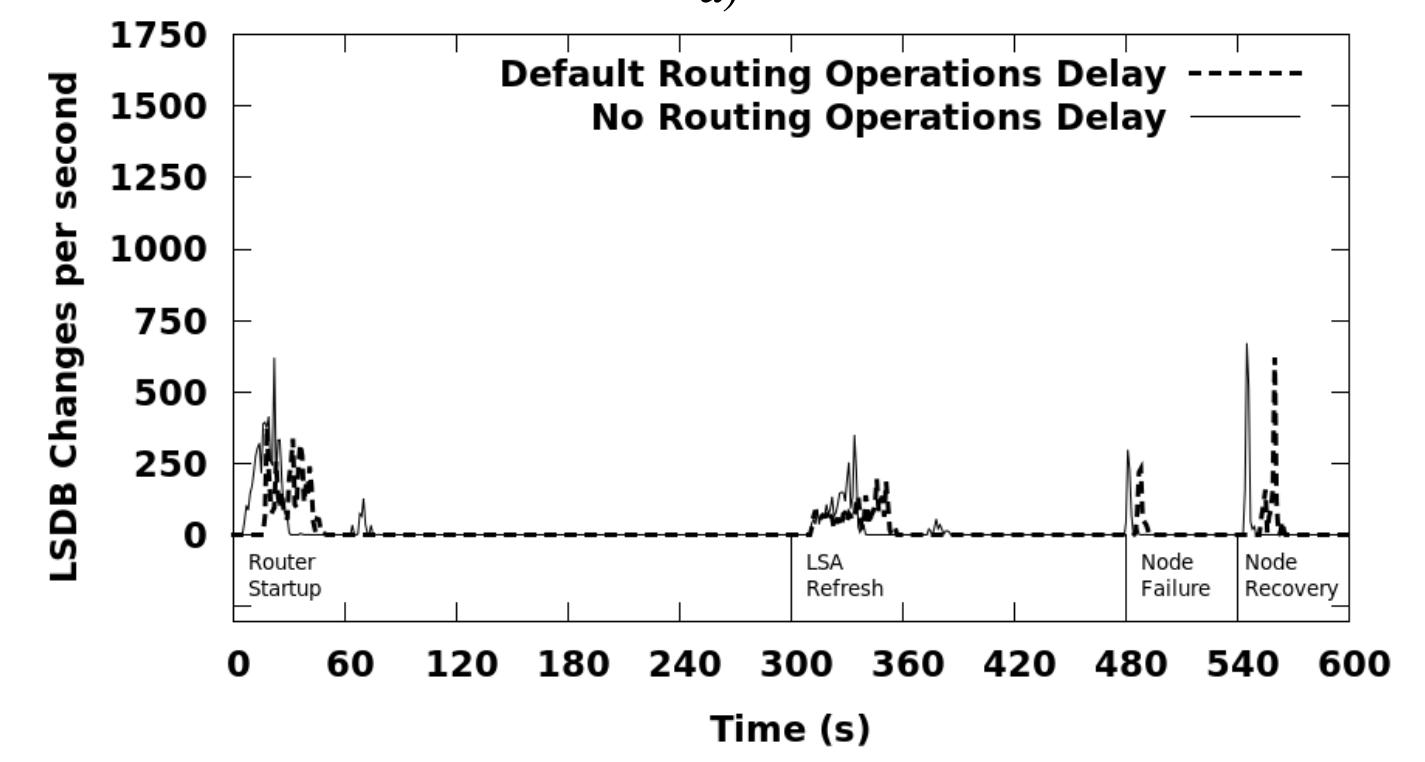 1750
1500
1250
1000
750
500
250
0
LSDB Changes per second
Default Routing Operations Delay
No Routing Operations Delay
Router
Startup
LSA
Refresh
Node
Failure
Node
Recovery
0 60 120 180 240 300 360 420 480 540 600
Time (s)